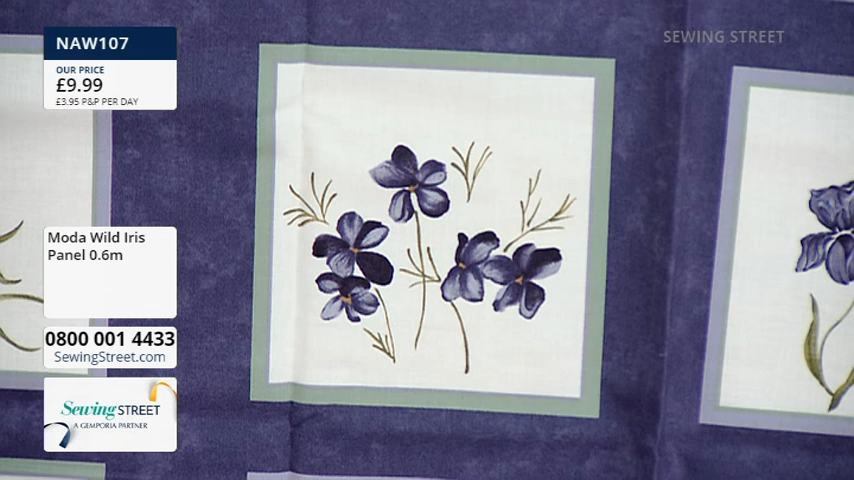 NAW107
OUR PRICE
£9.99
£3.95 P&P PER DAY
Moda Wild Iris
Panel 0.6m
0800 001 4433
SewingStreet.com
Sewing STREET
A GEMPORIA PARTNER
SEWING STREET